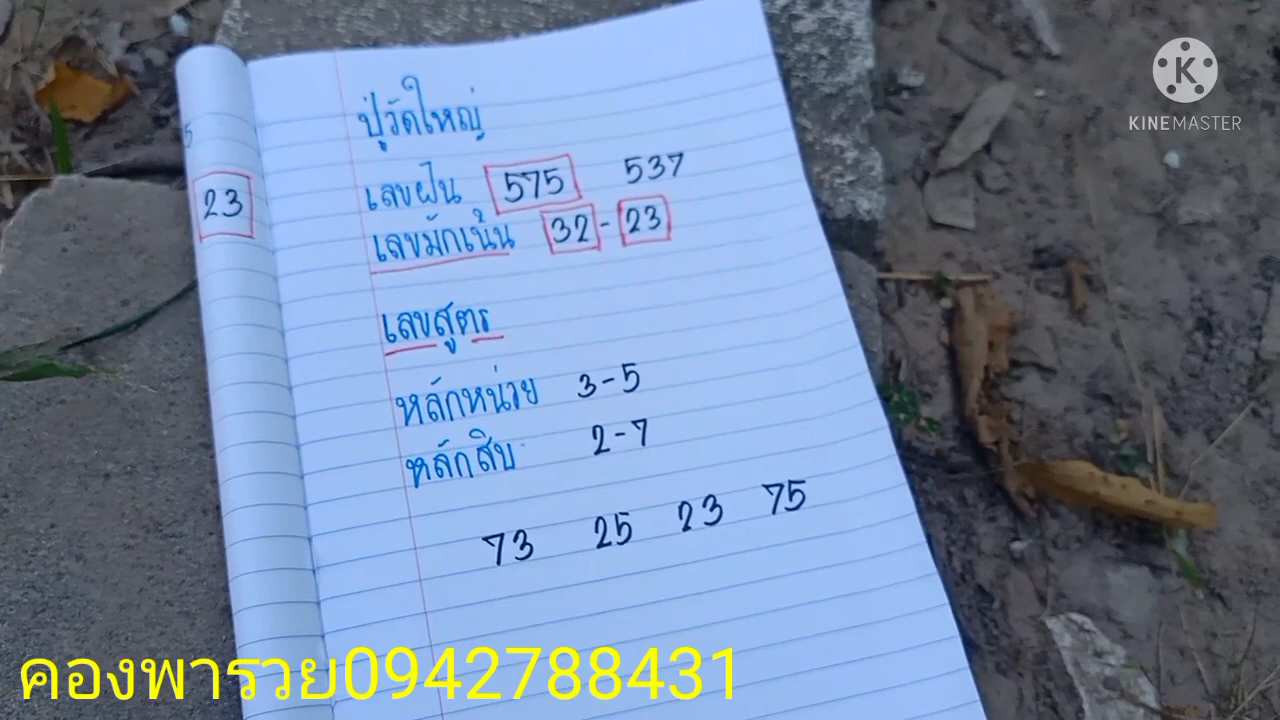 ปู่วัดใหญ่
เลขฝัน 575 537
เลขมักเน้น 32-23
เลขสูตร
หลักหน่วย 3-5
หลักสิบ 2-7
73 25 23 75
5
23
K
KINEMASTER
คองพารวย0942788431